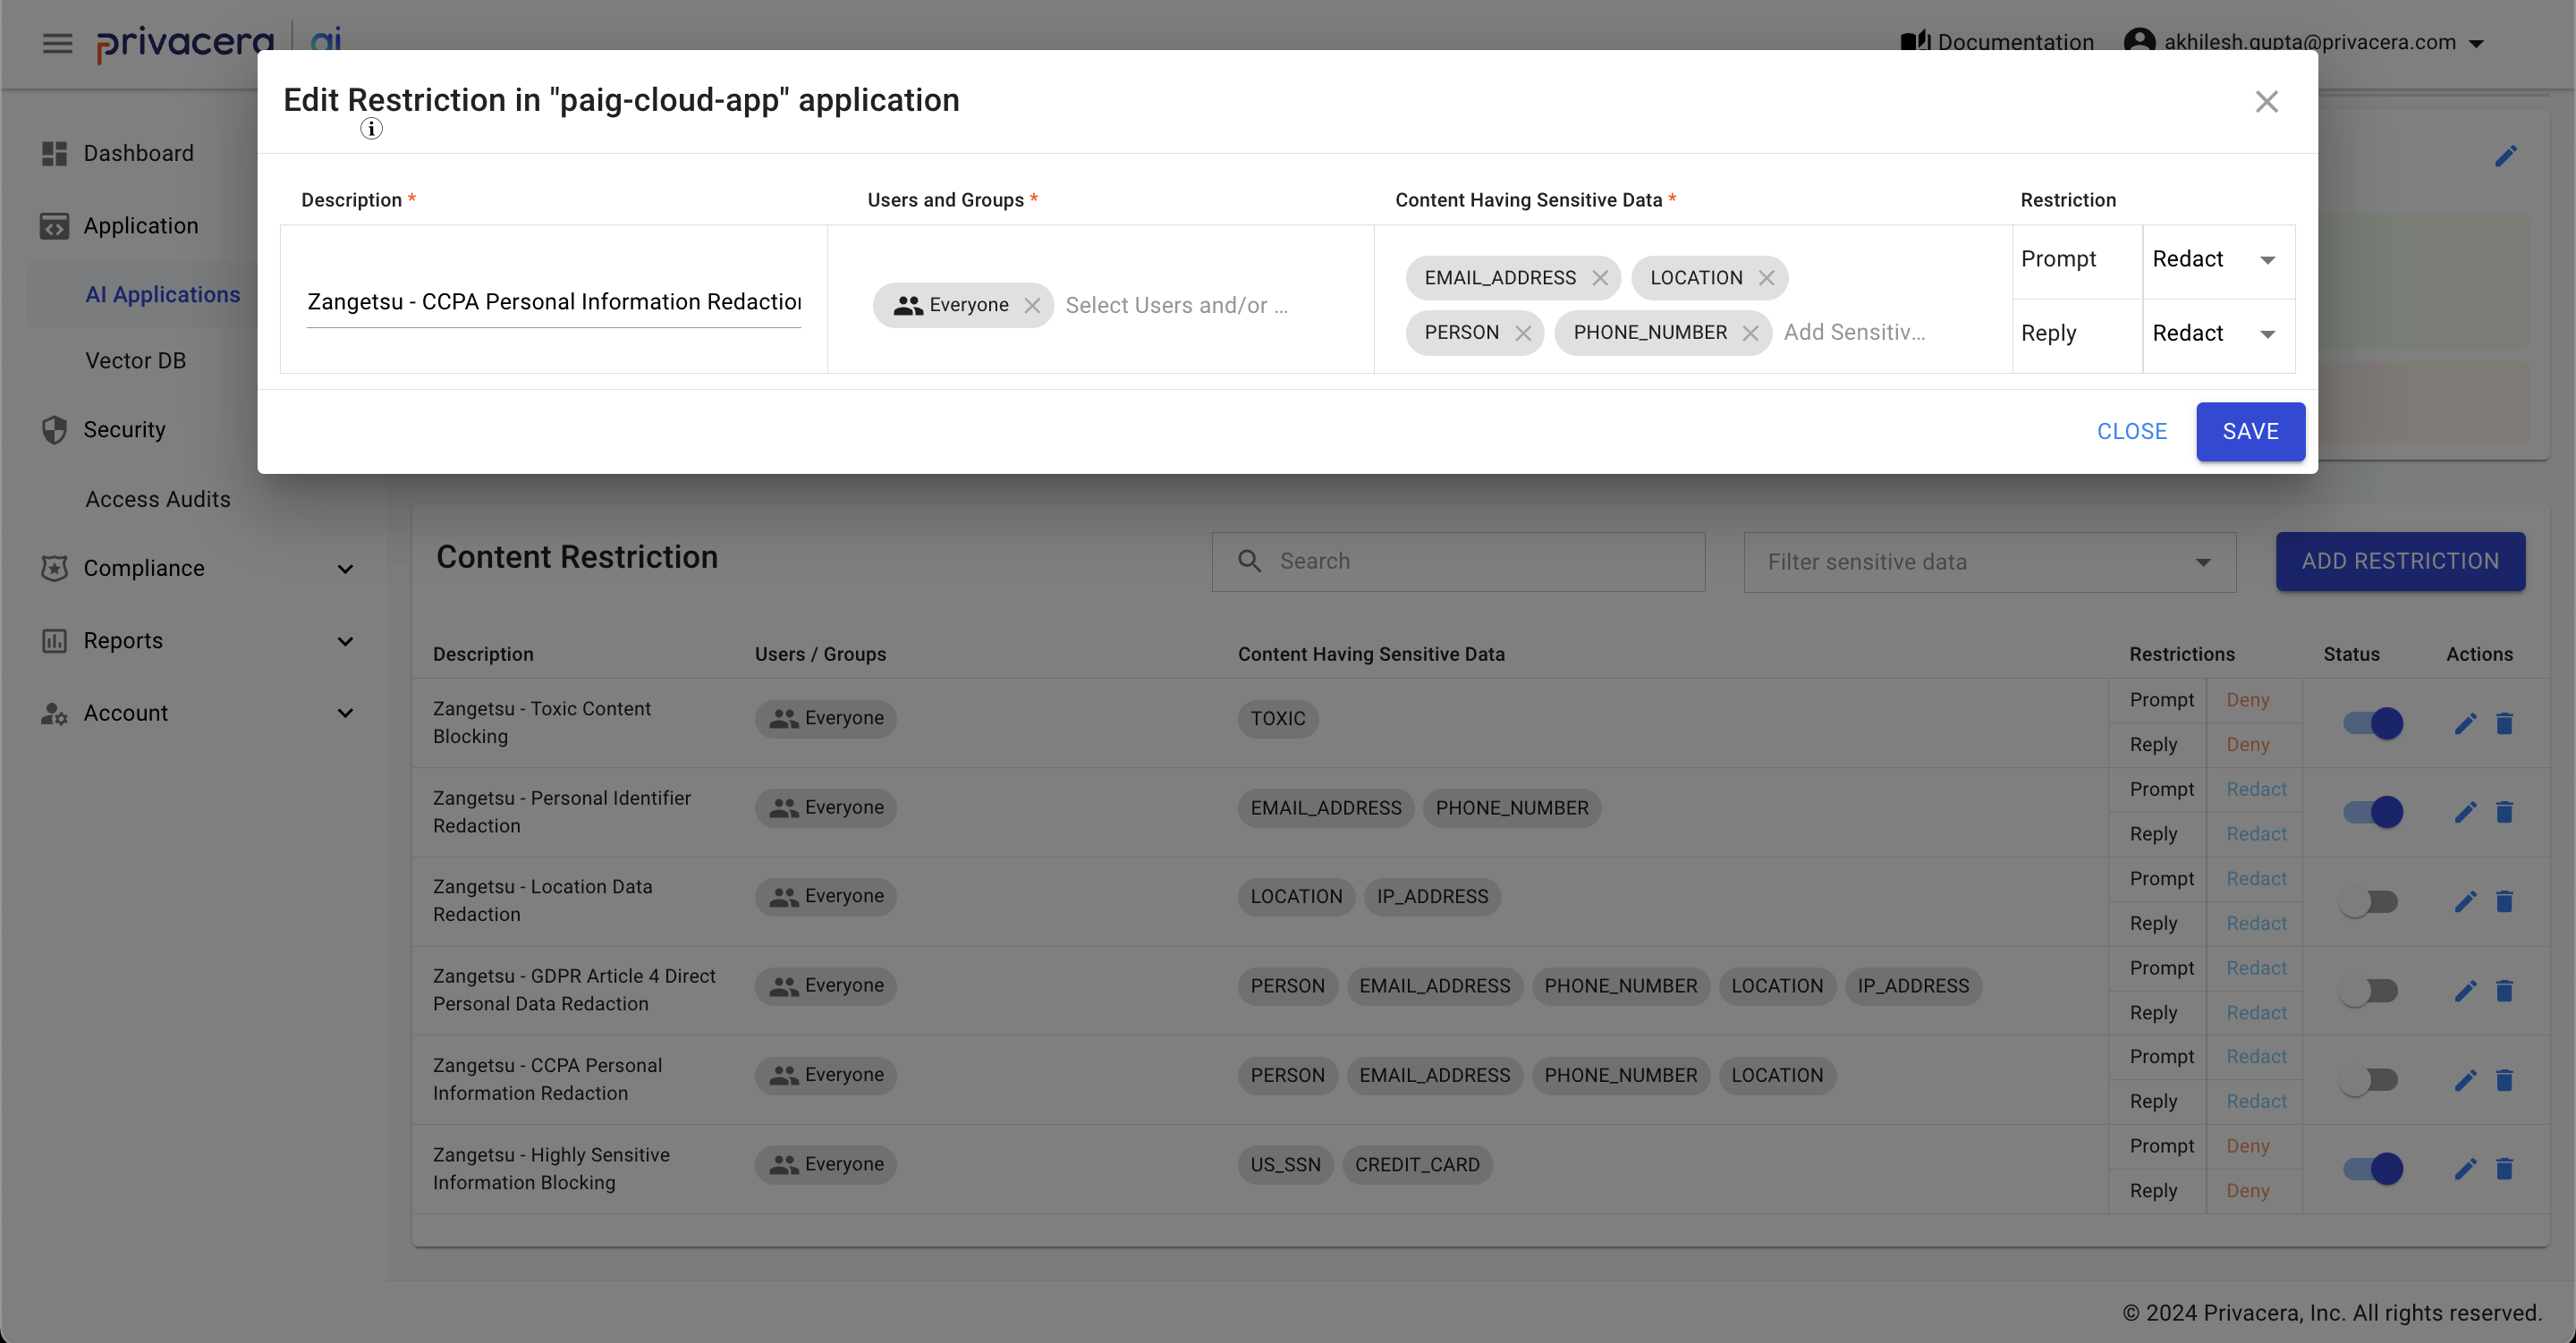 privacera ai
Documentation
akhilesh.gupta@privacera.com
Edit Restriction in "paig-cloud-app" application
Description *
Users and Groups *
Content Having Sensitive Data *
Restriction
Zangetsu - CCPA Personal Information Redaction
Everyone
Select Users and/or ...
EMAIL_ADDRESS
LOCATION
PERSON
PHONE_NUMBER
Add Sensitiv...
Prompt
Redact
Reply
Redact
CLOSE
SAVE
Dashboard
Application
AI Applications
Vector DB
Security
Access Audits
Compliance
Reports
Account
Content Restriction
Search
Filter sensitive data
ADD RESTRICTION
Description
Users / Groups
Content Having Sensitive Data
Restrictions
Status
Actions
Zangetsu - Toxic Content
Blocking
Everyone
TOXIC
Prompt
Deny
Reply
Deny
Zangetsu - Personal Identifier
Redaction
Everyone
EMAIL_ADDRESS
PHONE_NUMBER
Prompt
Redact
Reply
Redact
Zangetsu - Location Data
Redaction
Everyone
LOCATION
IP_ADDRESS
Prompt
Redact
Reply
Redact
Zangetsu - GDPR Article 4 Direct
Personal Data Redaction
Everyone
PERSON
EMAIL_ADDRESS
PHONE_NUMBER
LOCATION
IP_ADDRESS
Prompt
Redact
Reply
Redact
Zangetsu - CCPA Personal
Information Redaction
Everyone
PERSON
EMAIL_ADDRESS
PHONE_NUMBER
LOCATION
Prompt
Redact
Reply
Redact
Zangetsu - Highly Sensitive
Information Blocking
Everyone
US_SSN
CREDIT_CARD
Prompt
Deny
Reply
Deny
© 2024 Privacera, Inc. All rights reserved.